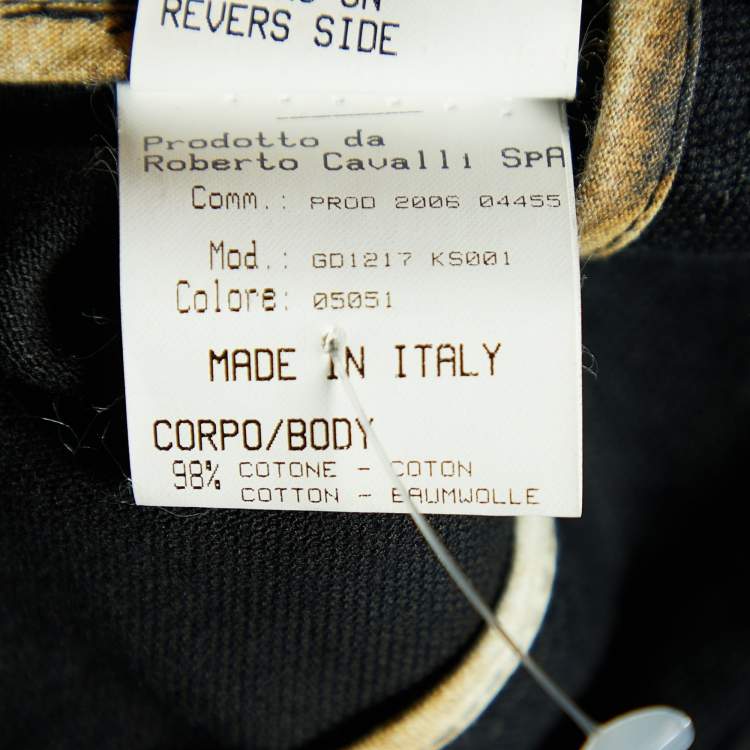 ON
REVERS SIDE
Prodotto da
Roberto Cavalli SpA
Comm.: PROD 2006 04455
Mod.: GD1217 KS001
Colore: 05051
MADE IN ITALY
CORPO/BODY
98% COTONE - COTON
COTTON - BAUMWOLLE